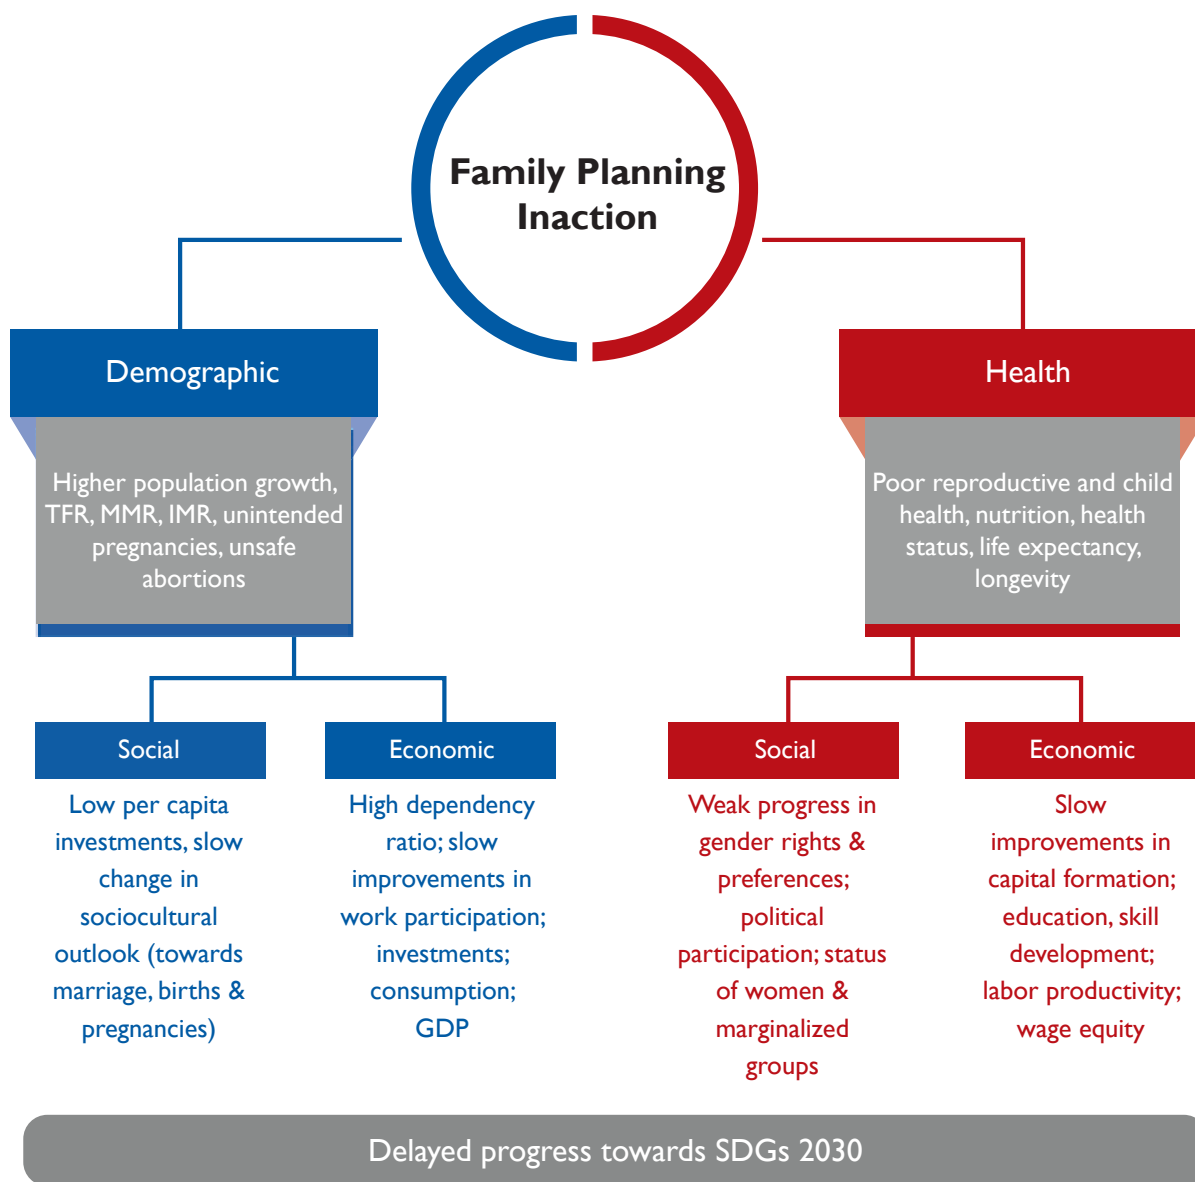 Family Planning
Inaction
Demographic
Higher population growth,
TFR, MMR, IMR, unintended
pregnancies, unsafe
abortions
Health
Poor reproductive and child
health, nutrition, health
status, life expectancy,
longevity
Social
Low per capita
investments, slow
change in
sociocultural
outlook (towards
marriage, births &
pregnancies)
Economic
High dependency
ratio; slow
improvements in
work participation;
investments;
consumption;
GDP
Social
Weak progress in
gender rights &
preferences;
political
participation; status
of women &
marginalized
groups
Economic
Slow
improvements in
capital formation;
education, skill
development;
labor productivity;
wage equity
Delayed progress towards SDGs 2030